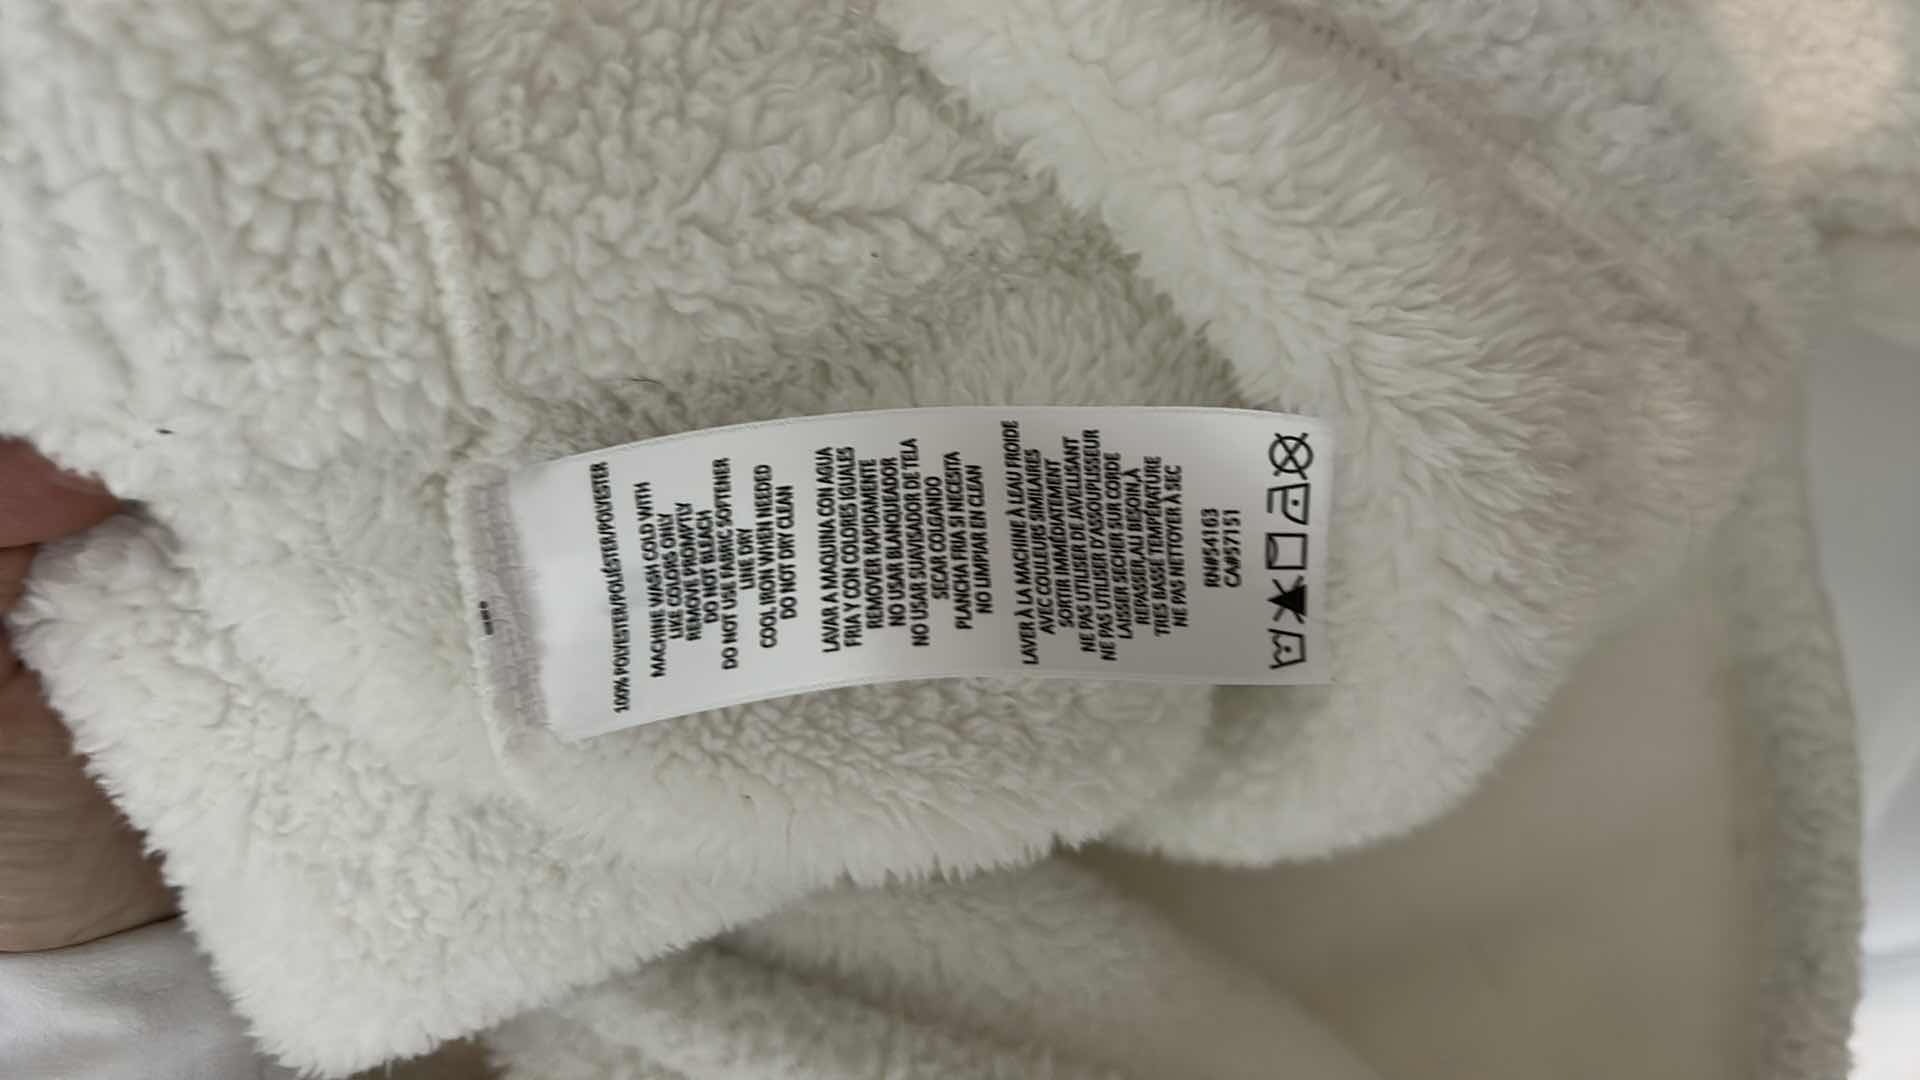 100% POLYESTER/POLIÉSTER/POLYESTER
MACHINE WASH COLD WITH
LIKE COLORS ONLY
REMOVE PROMPTLY
DO NOT BLEACH
DO NOT USE FABRIC SOFTENER
LINE DRY
COOL IRON WHEN NEEDED
DO NOT DRY CLEAN
LAVAR A MAQUINA CON AGUA
FRIA Y CON COLORES IGUALES
REMOVER RAPIDAMENTE
NO USAR BLANQUEADOR
NO USAR SUAVISADOR DE TELA
SECAR COLGANDO
PLANCHA FRIA SI NECESITA
NO LIMPIAR EN CLEAN
LAVER À LA MACHINE À LEAU FROIDE
AVEC COULEURS SIMILAIRES
SORTIR IMMÉDIATEMENT
NE PAS UTILISER DE JAVELLISANT
NE PAS UTILISER D'ASSOUPLISSEUR
LAISSER SECHER SUR CORDE
REPASSER,AU BESOIN,À
TRES BASSE TEMPÉRATURE
NE PAS NETTOYER À SEC
RN#54163
CA#57151